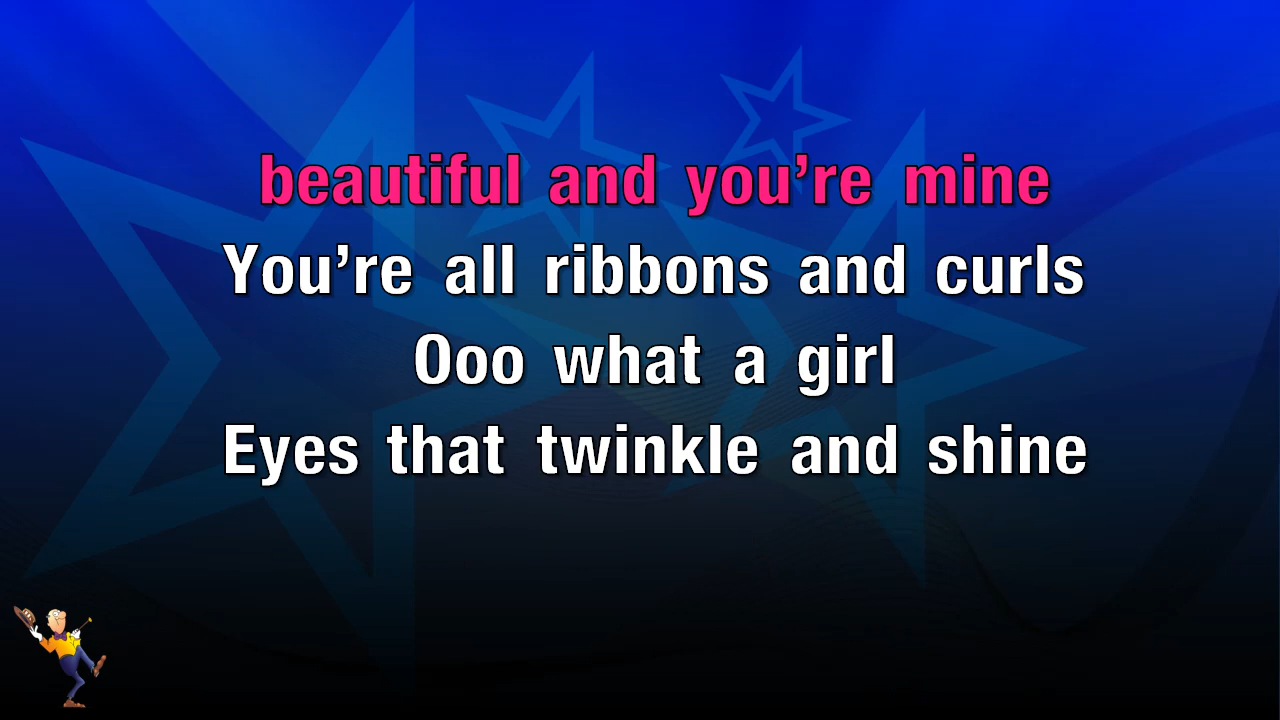 beautiful and you’re mine
You’re all ribbons and curls
Ooo what a girl
Eyes that twinkle and shine